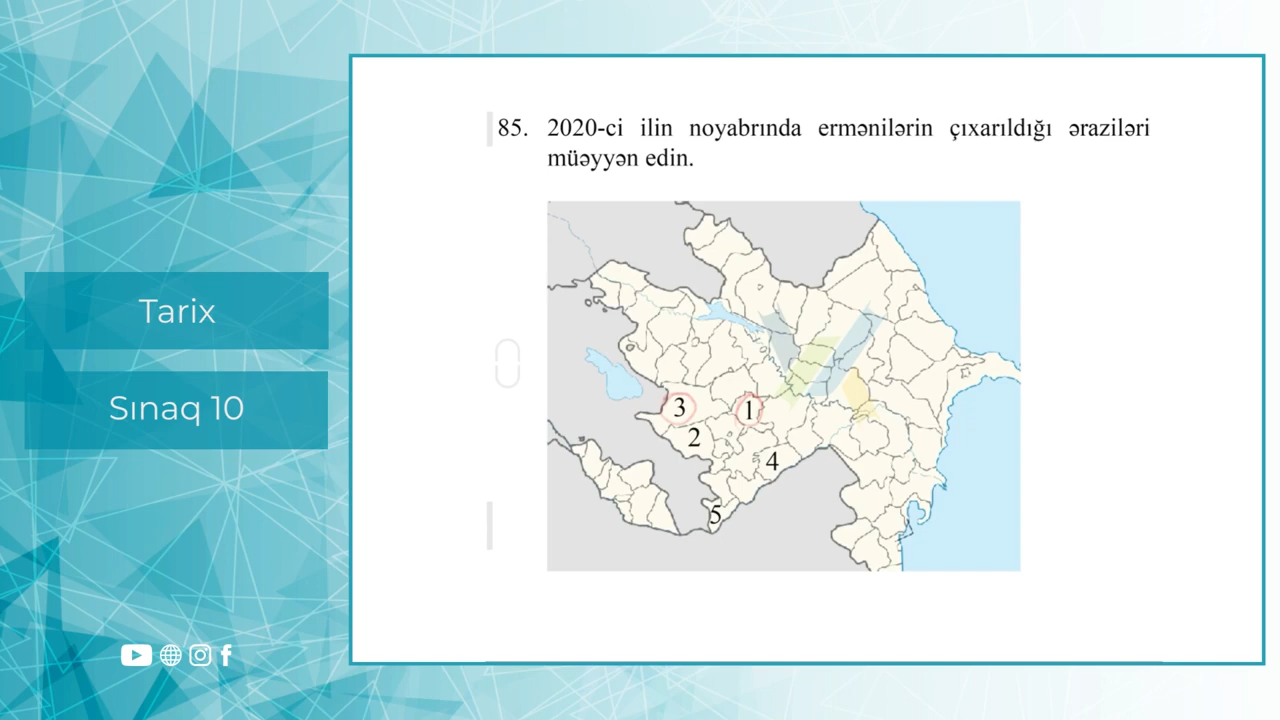 Tarix
Sınaq 10
85. 2020-ci ilin noyabrında ermənilərin çıxarıldığı əraziləri
müəyyən edin.
3
1
2
4
5